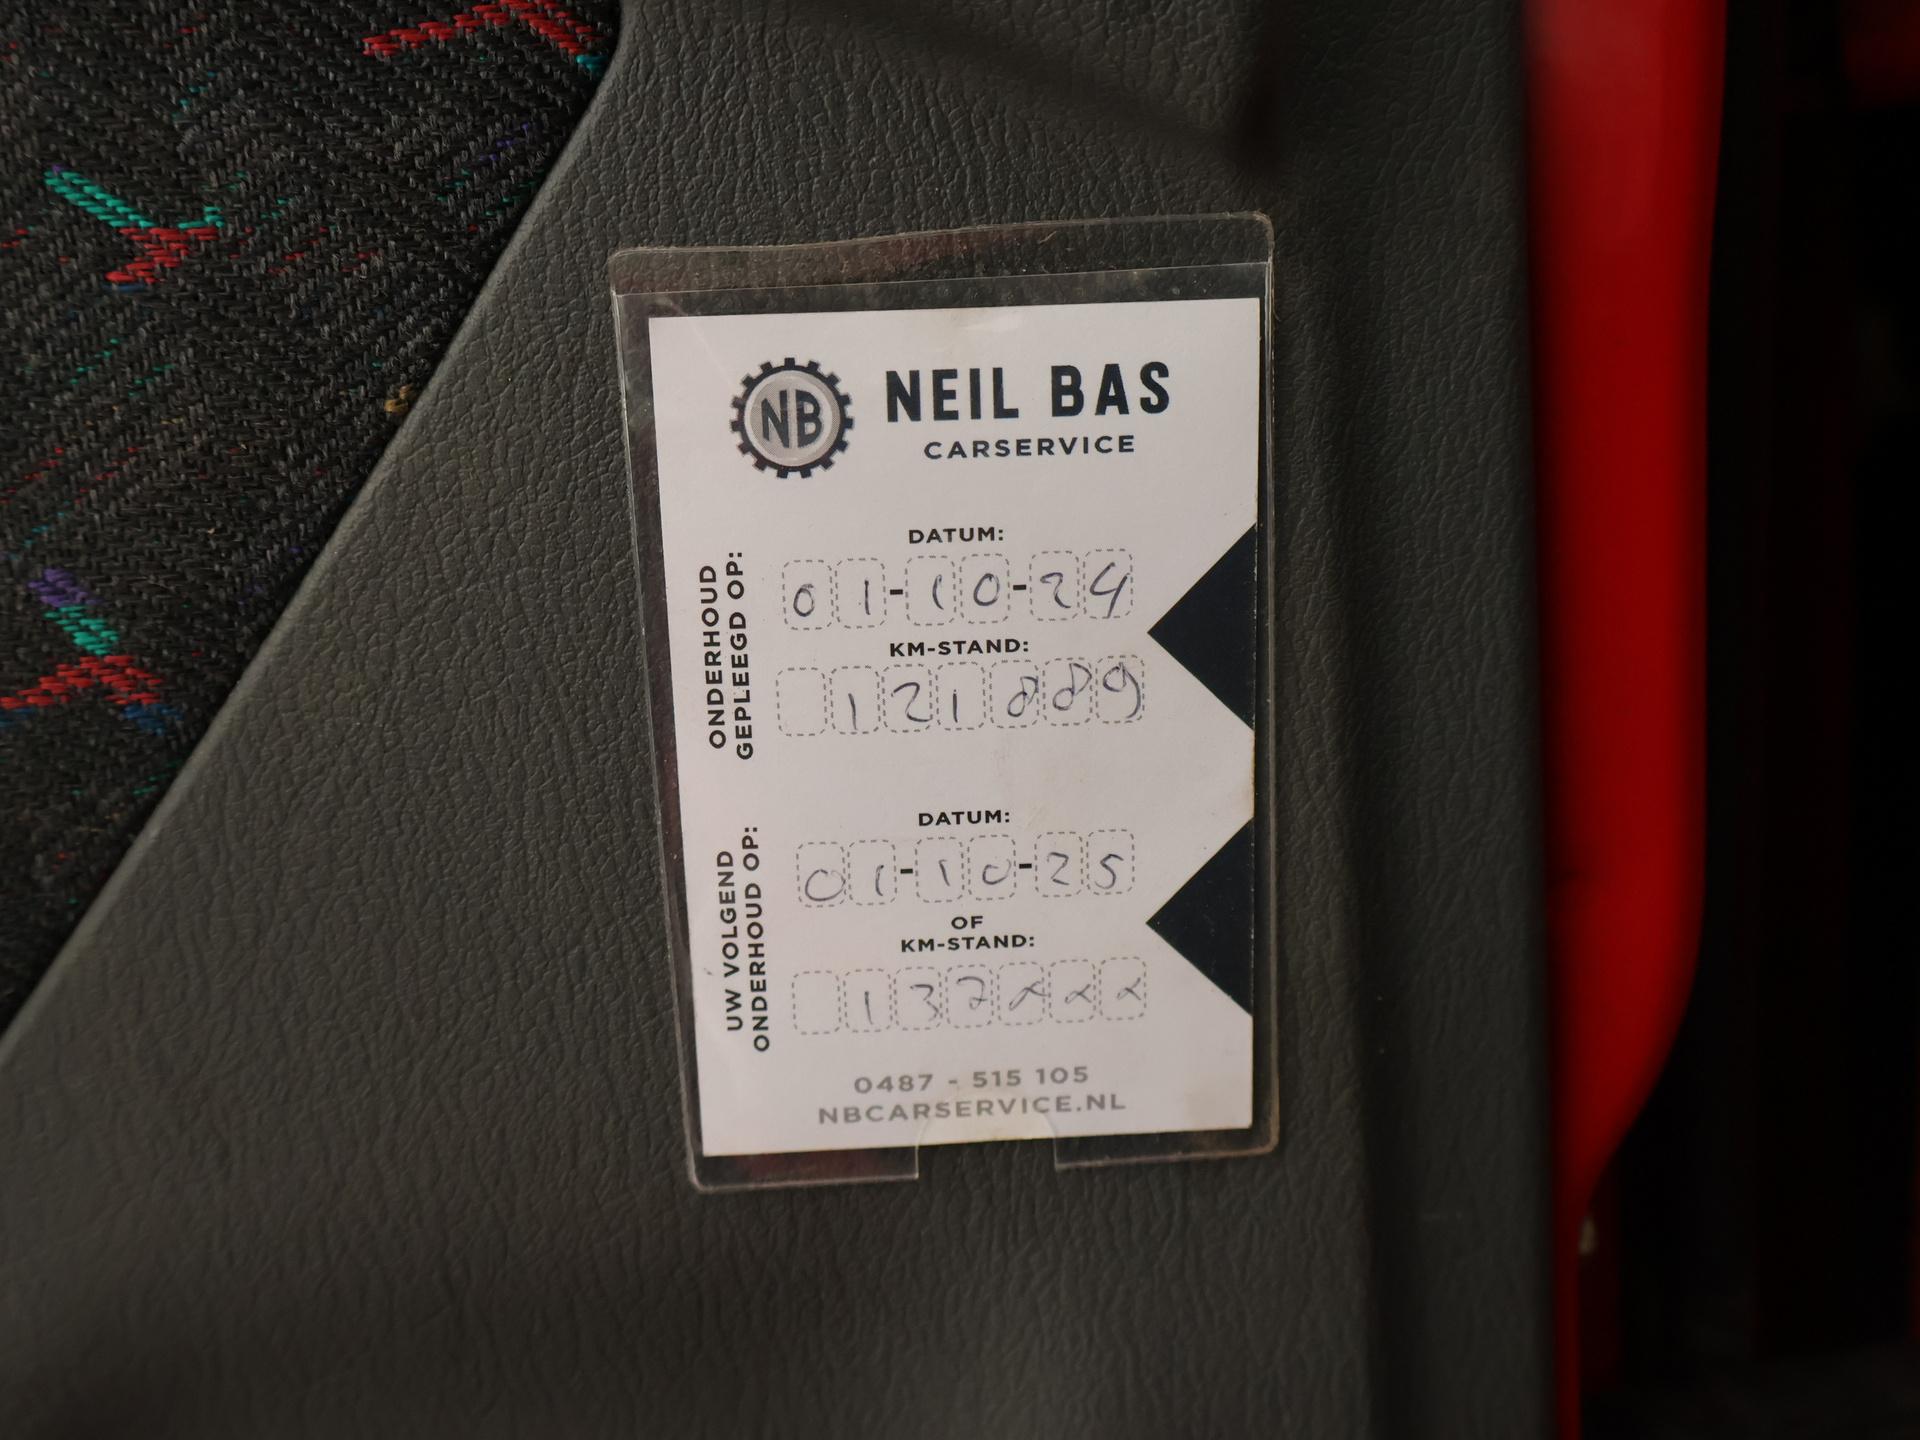 NB
NEIL BAS
CARSERVICE
ONDERHOUD
GEPLEEGD OP:
DATUM:
01-10-24
KM-STAND:
121889
UW VOLGEND
ONDERHOUD OP:
DATUM:
01-10-25
OF
KM-STAND:
0487 - 515 105
NBCARSERVICE.NL